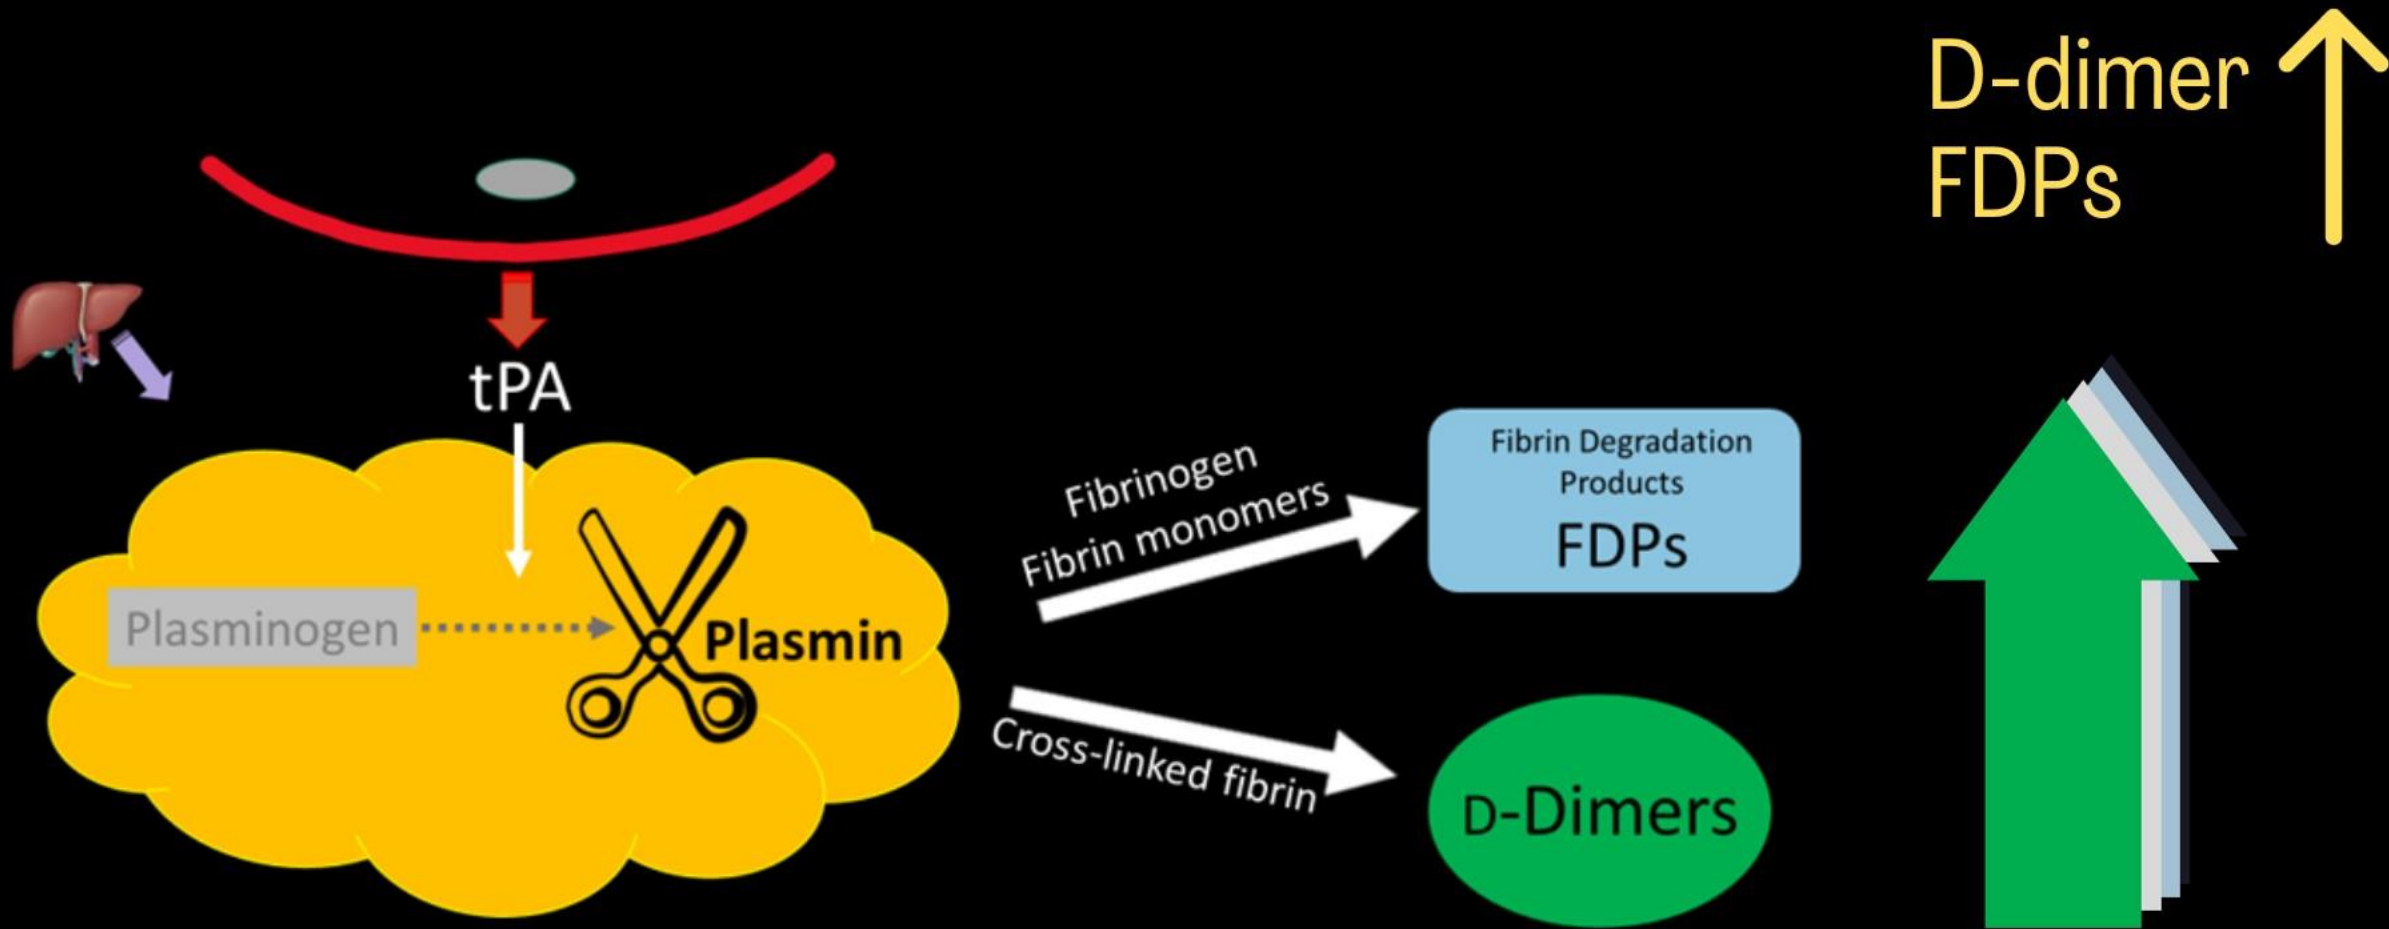 D-dimer
FDPs
tPA
Plasminogen
Plasmin
Fibrinogen
Fibrin monomers
Cross-linked fibrin
Fibrin Degradation
Products
FDPs
D-Dimers